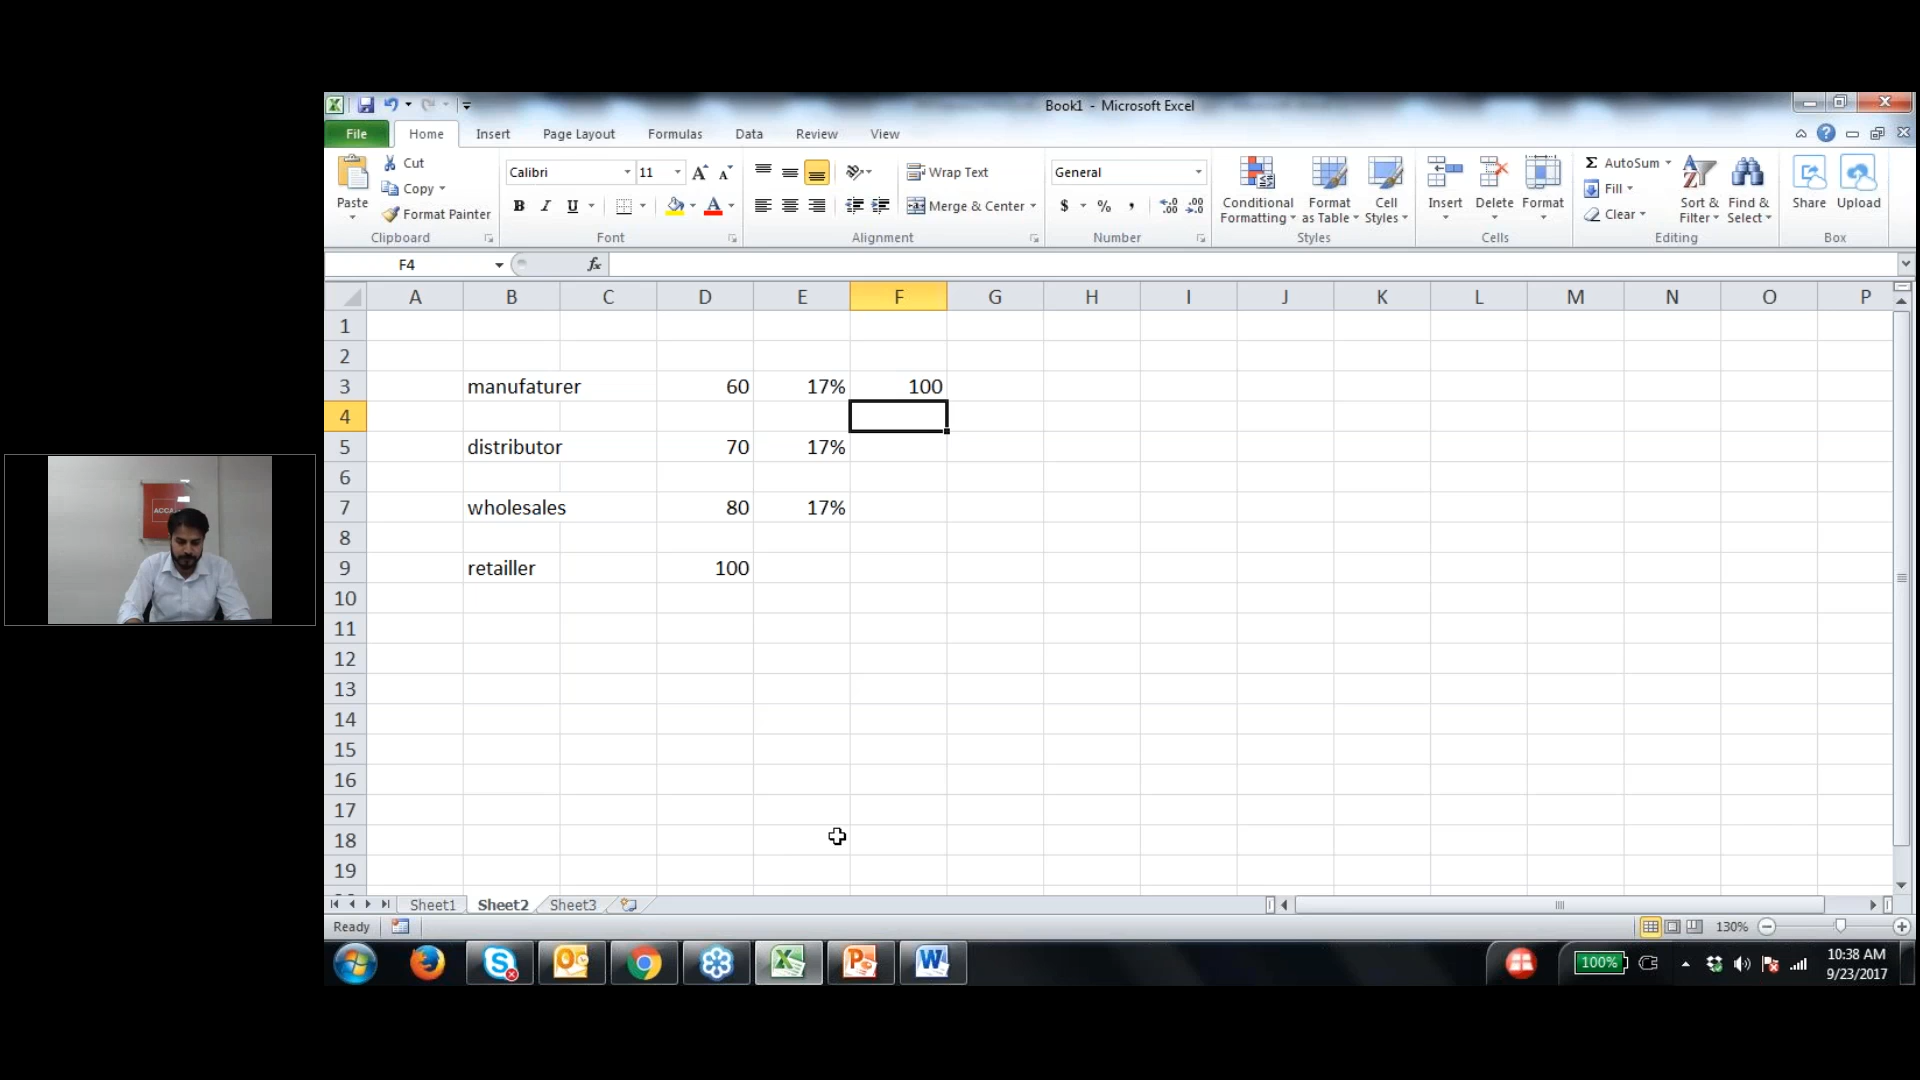 Book1 - Microsoft Excel
File Home Insert Page Layout Formulas Data Review View
Paste
Cut
Copy
Format Painter
Clipboard
Calibri 11
B I U
Font
Wrap Text
Merge & Center
Alignment
General
$ % ,
Number
Conditional Formatting
Format as Table
Cell Styles
Styles
Insert Delete Format
Cells
Σ AutoSum
Fill
Clear
Sort & Filter
Find & Select
Editing
Share Upload
Box
F4 fx
A B C D E F G H I J K L M N O P
1
2
3 manufaturer 60 17% 100
4
5 distributor 70 17%
6
7 wholesales 80 17%
8
9 retailler 100
10
11
12
13
14
15
16
17
18
19
Sheet1 Sheet2 Sheet3
Ready 130%
100% 10:38 AM
9/23/2017